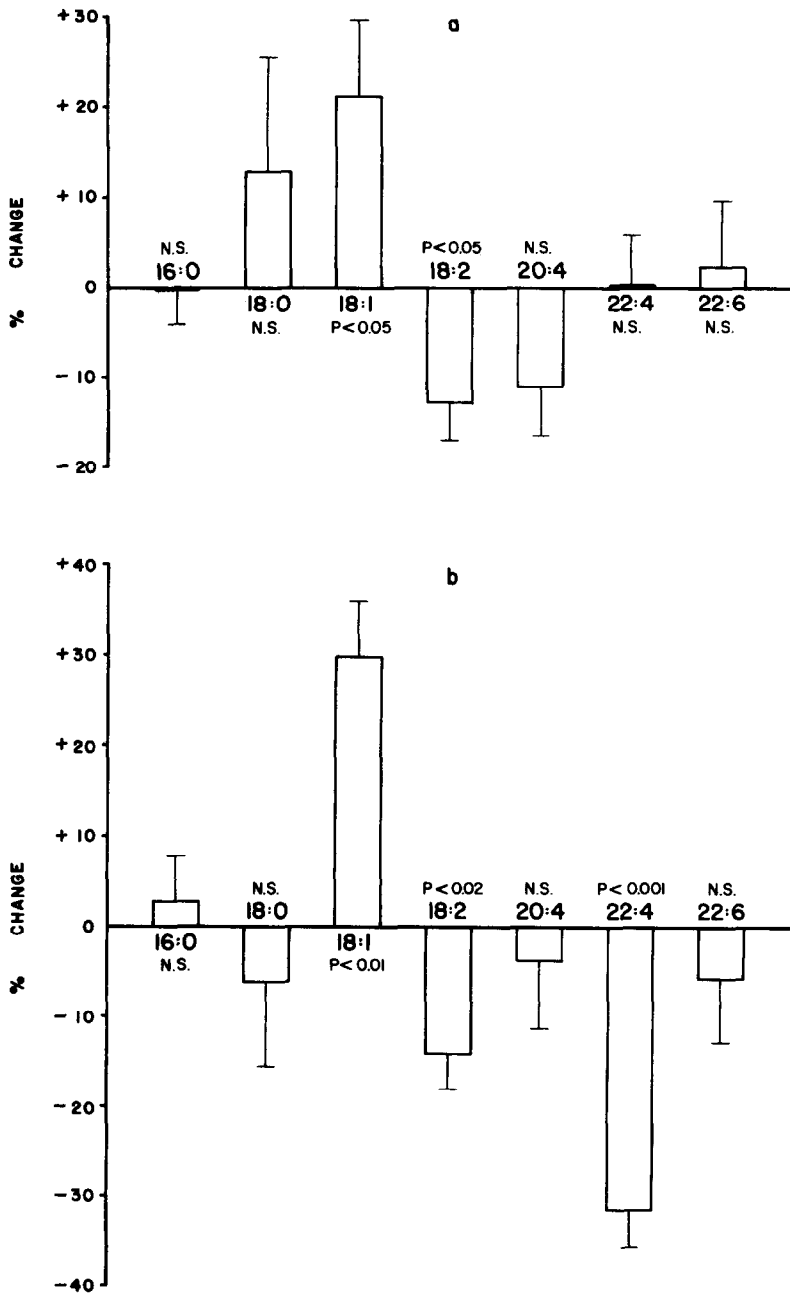 a
+30
+20
+10
0
-10
-20
% CHANGE
N.S.
16:0
18:0
N.S.
18:1
P<0.05
P<0.05
18:2
N.S.
20:4
22:4
N.S.
22:6
N.S.
b
+40
+30
+20
+10
0
-10
-20
-30
-40
% CHANGE
16:0
N.S.
N.S.
18:0
18:1
P<0.01
P<0.02
18:2
N.S.
20:4
P<0.001
22:4
N.S.
22:6